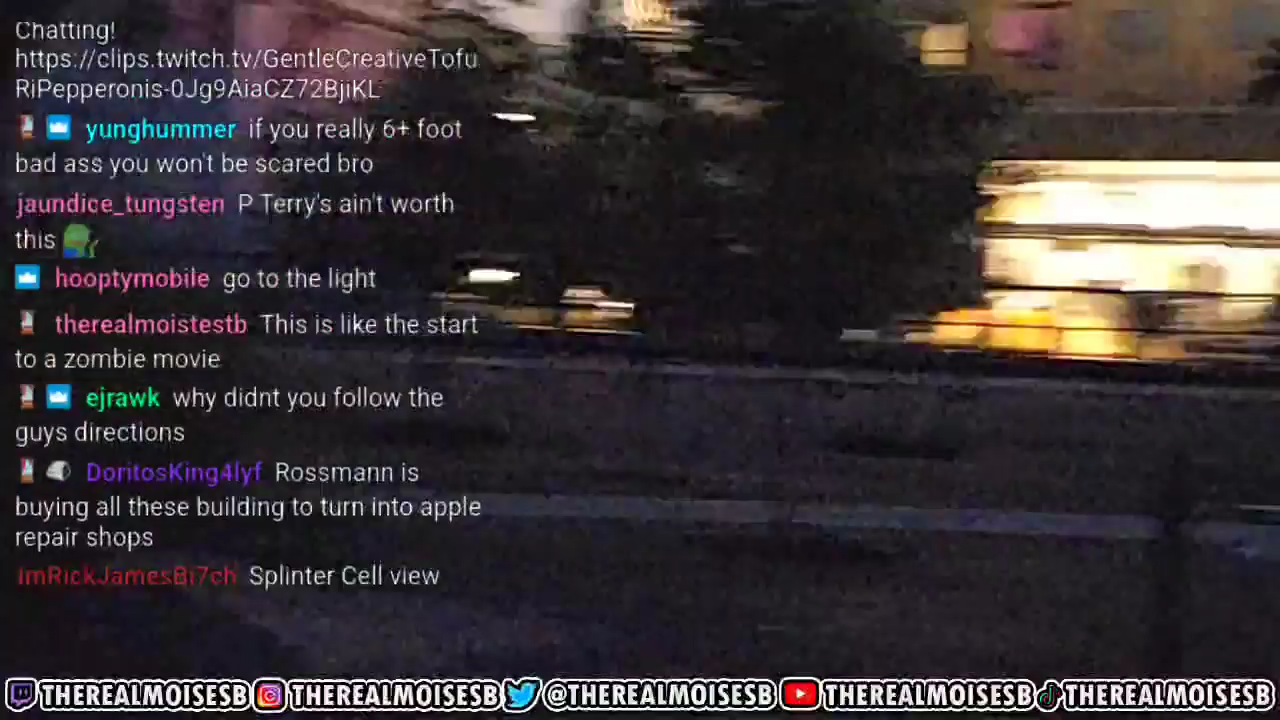 Chatting!
https://clips.twitch.tv/GentleCreativeTofu
RiPepperonis-0Jg9AiaCZ72BjiKL
yunghummer if you really 6+ foot
bad ass you won't be scared bro
jaundice_tungsten P Terry's ain't worth
this
hooptymobile go to the light
therealmoistestb This is like the start
to a zombie movie
ejrawk why didnt you follow the
guys directions
DoritosKing4lyf Rossmann is
buying all these building to turn into apple
repair shops
ImRickJamesBi7ch Splinter Cell view
THEREALMOISESB THEREALMOISESB @THEREALMOISESB THEREALMOISESB THEREALMOISESB